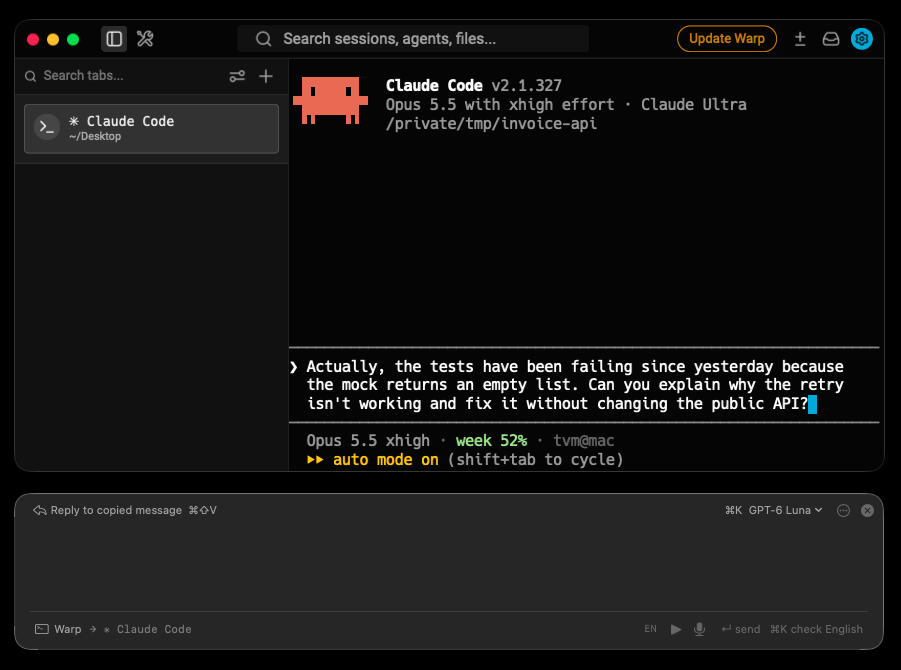 Search sessions, agents, files...
Update Warp
Search tabs...
✳ Claude Code
~/Desktop
Claude Code v2.1.327
Opus 5.5 with xhigh effort · Claude Ultra
/private/tmp/invoice-api
❯ Actually, the tests have been failing since yesterday because
the mock returns an empty list. Can you explain why the retry
isn't working and fix it without changing the public API?
Opus 5.5 xhigh · week 52% · tvm@mac
⏵⏵ auto mode on (shift+tab to cycle)
Reply to copied message ⌘⇧V
⌘K GPT-6 Luna
Warp → ✳ Claude Code
EN
↵ send ⌘K check English